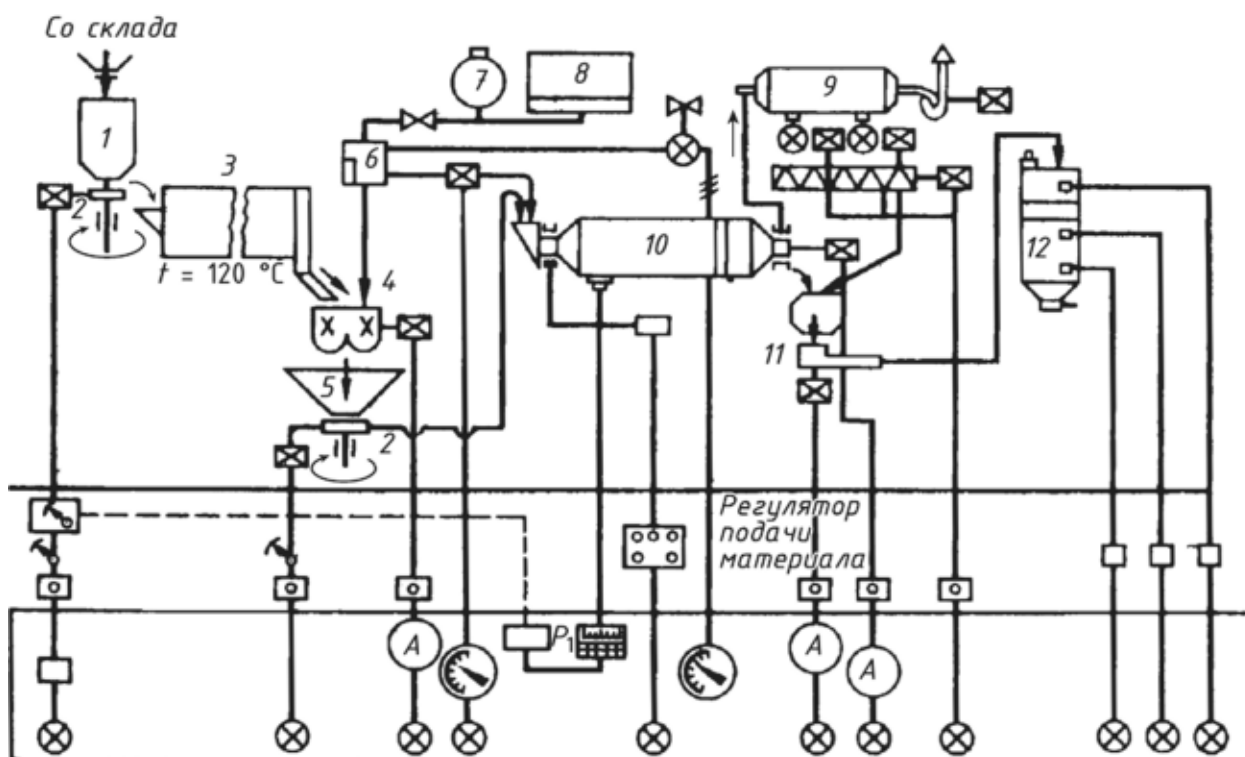 Со склада
1
2
3
t = 120 °C
4
5
2
6
7
8
9
10
11
12
Регулятор
подачи
материала
A
P1
A
A